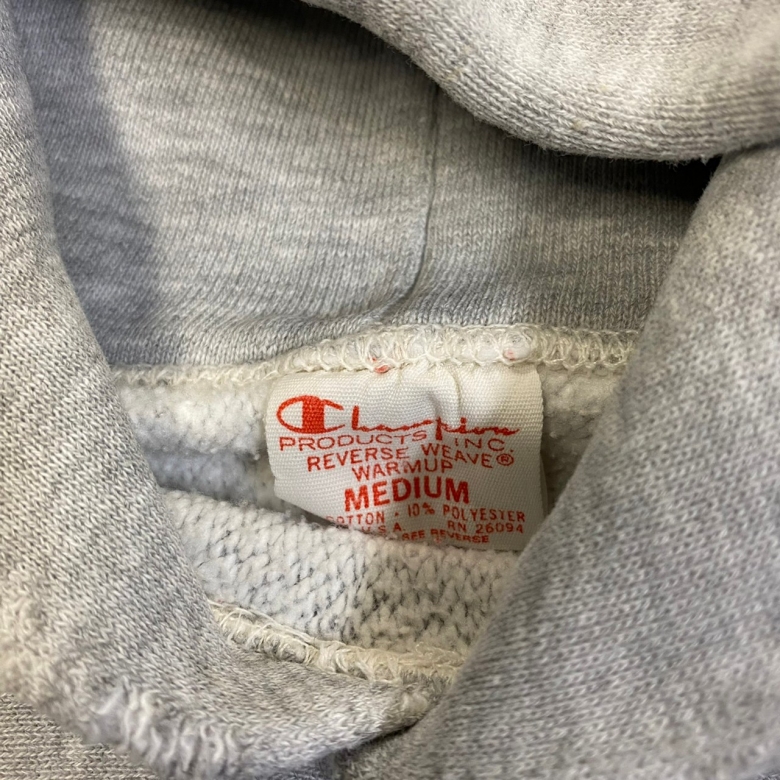 Champion
PRODUCTS INC.
REVERSE WEAVE®
WARMUP
MEDIUM
COTTON · 10% POLYESTER
U.S.A. RN 26094
SEE REVERSE